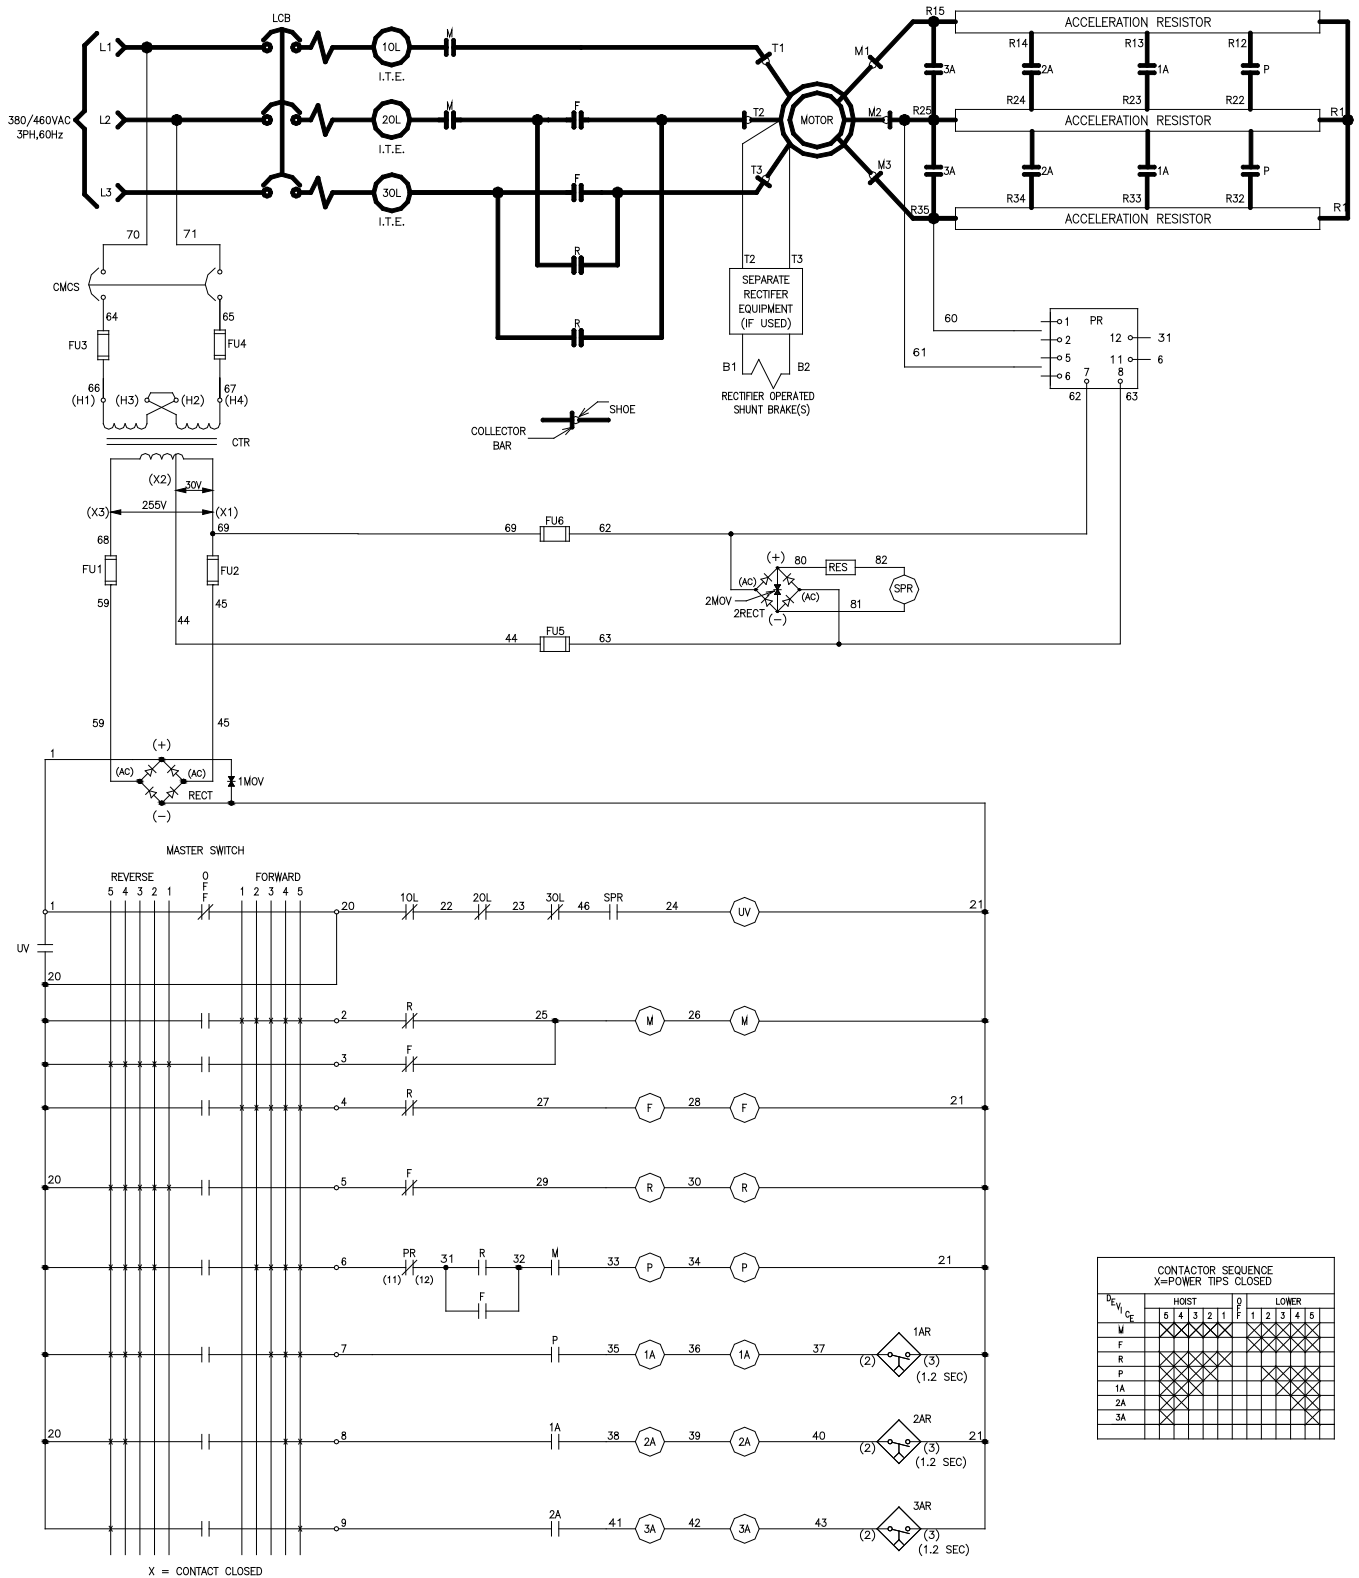 LCB
L1
10L
I.T.E.
M
T1
M1
R15
ACCELERATION RESISTOR
R14
R13
R12
3A
2A
1A
P
R24
R23
R22
380/460VAC
3PH,60Hz
L2
20L
I.T.E.
M
F
T2
MOTOR
M2
R25
ACCELERATION RESISTOR
R1
3A
2A
1A
P
L3
30L
I.T.E.
F
T3
M3
R34
R33
R32
R35
ACCELERATION RESISTOR
R1
70
71
R
R
CMCS
64
65
FU3
FU4
66
67
(H1)
(H3)
(H2)
(H4)
CTR
T2
T3
SEPARATE
RECTIFER
EQUIPMENT
(IF USED)
B1
B2
RECTIFIER OPERATED
SHUNT BRAKE(S)
SHOE
COLLECTOR
BAR
60
61
1
PR
2
12
31
5
11
6
6
7
8
62
63
(X2)
30V
255V
(X3)
(X1)
69
68
FU1
FU2
59
45
44
69
FU6
62
(+)
80
RES
82
(AC)
(AC)
SPR
2MOV
2RECT
(−)
81
44
FU5
63
59
45
1
(+)
(AC)
(AC)
1MOV
RECT
(−)
MASTER SWITCH
REVERSE
OFF
FORWARD
5 4 3 2 1
1 2 3 4 5
1
20
10L
22
20L
23
30L
46
SPR
24
UV
21
UV
20
2
R
25
M
26
M
3
F
4
R
27
F
28
F
21
20
5
F
29
R
30
R
6
PR
(11)
(12)
31
R
32
M
33
P
34
P
21
F
7
P
35
1A
36
1A
37
1AR
(2)
(3)
(1.2 SEC)
20
8
1A
38
2A
39
2A
40
2AR
(2)
(3)
(1.2 SEC)
21
9
2A
41
3A
42
3A
43
3AR
(2)
(3)
(1.2 SEC)
X = CONTACT CLOSED
CONTACTOR SEQUENCE
X=POWER TIPS CLOSED
DEVICE
HOIST
OFF
LOWER
5 4 3 2 1
1 2 3 4 5
M
F
R
P
1A
2A
3A